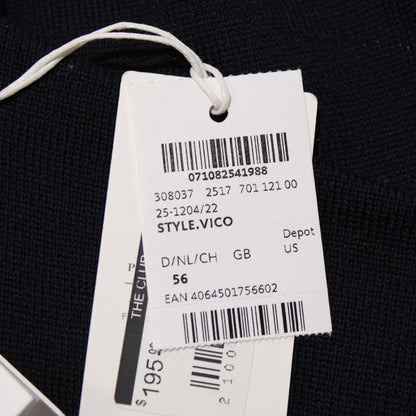 071082541988
308037 2517 701 121 00
25-1204/22
STYLE.VICO
Depot
D/NL/CH GB US
56
EAN 4064501756602
THE CLUB
$195.
2100